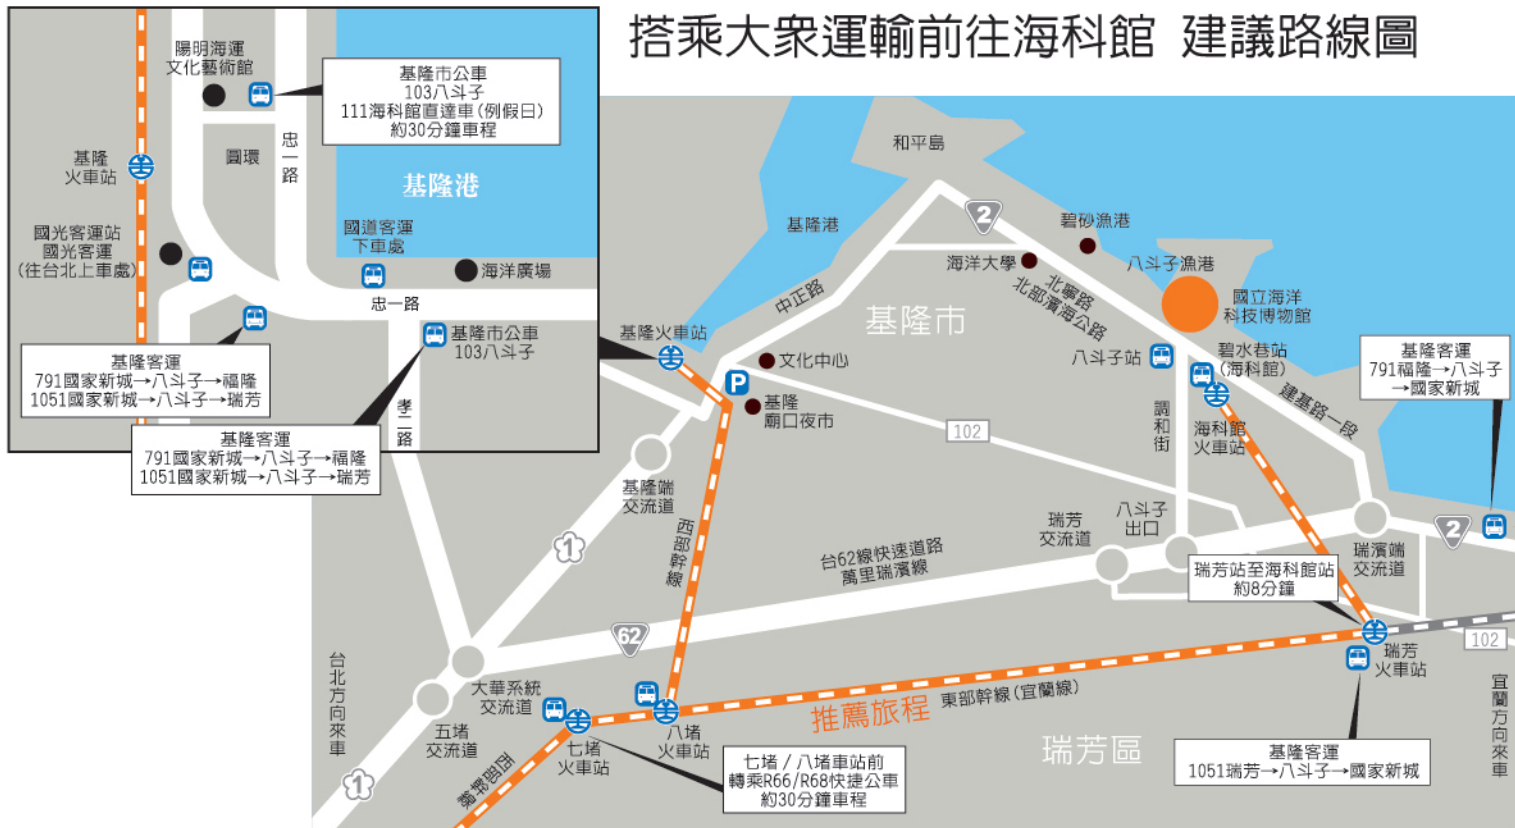 搭乘大眾運輸前往海科館 建議路線圖
陽明海運
文化藝術館
基隆市公車
103八斗子
111海科館直達車(例假日)
約30分鐘車程
忠一路
圓環
基隆
火車站
基隆港
國光客運站
國光客運
(往台北上車處)
國道客運
下車處
海洋廣場
忠一路
基隆市公車
103八斗子
基隆客運
791國家新城→八斗子→福隆
1051國家新城→八斗子→瑞芳
孝二路
基隆客運
791國家新城→八斗子→福隆
1051國家新城→八斗子→瑞芳
和平島
基隆港
2
碧砂漁港
海洋大學
八斗子漁港
北寧路
北部濱海公路
中正路
基隆市
國立海洋
科技博物館
基隆火車站
文化中心
P
基隆
廟口夜市
八斗子站
碧水巷站
(海科館)
基隆客運
791福隆→八斗子
→國家新城
建基路一段
調和街
海科館
火車站
102
基隆端
交流道
1
西部幹線
瑞芳
交流道
八斗子
出口
台62線快速道路
萬里瑞濱線
瑞濱端
交流道
2
瑞芳站至海科館站
約8分鐘
62
102
瑞芳
火車站
台北方向來車
大華系統
交流道
五堵
交流道
七堵
火車站
八堵
火車站
推薦旅程
東部幹線(宜蘭線)
瑞芳區
宜蘭方向來車
1
西部幹線
七堵 / 八堵車站前
轉乘R66/R68快捷公車
約30分鐘車程
基隆客運
1051瑞芳→八斗子→國家新城